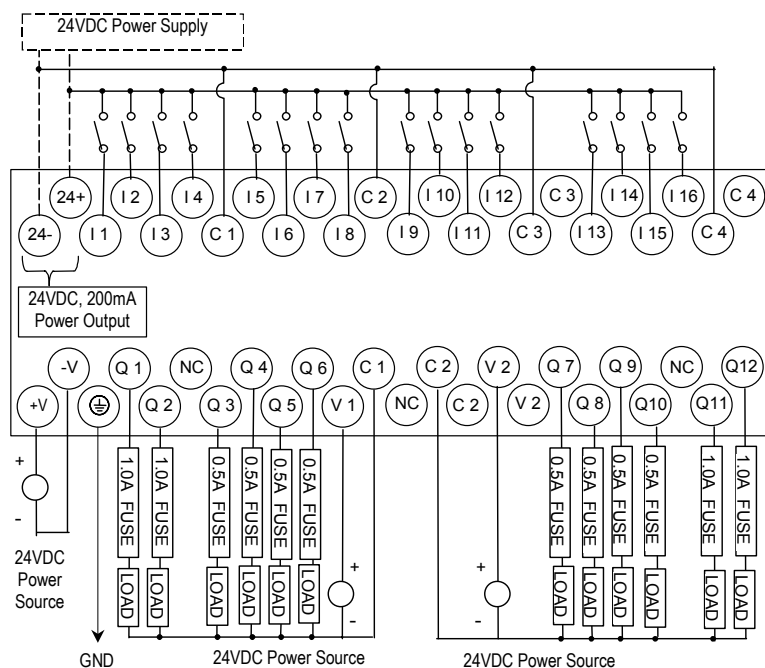 24VDC Power Supply
24+ I 2 I 4 I 5 I 7 C 2 I 10 I 12 C 3 I 14 I 16 C 4
24- I 1 I 3 C 1 I 6 I 8 I 9 I 11 C 3 I 13 I 15 C 4
24VDC, 200mA
Power Output
-V Q 1 NC Q 4 Q 6 C 1 C 2 V 2 Q 7 Q 9 NC Q12
+V Q 2 Q 3 Q 5 V 1 NC C 2 V 2 Q 8 Q10 Q11
+
-
24VDC
Power
Source
GND
1.0A FUSE
1.0A FUSE
0.5A FUSE
0.5A FUSE
0.5A FUSE
0.5A FUSE
LOAD
LOAD
LOAD
LOAD
LOAD
LOAD
+
-
24VDC Power Source
+
-
0.5A FUSE
0.5A FUSE
0.5A FUSE
0.5A FUSE
1.0A FUSE
1.0A FUSE
LOAD
LOAD
LOAD
LOAD
LOAD
LOAD
24VDC Power Source